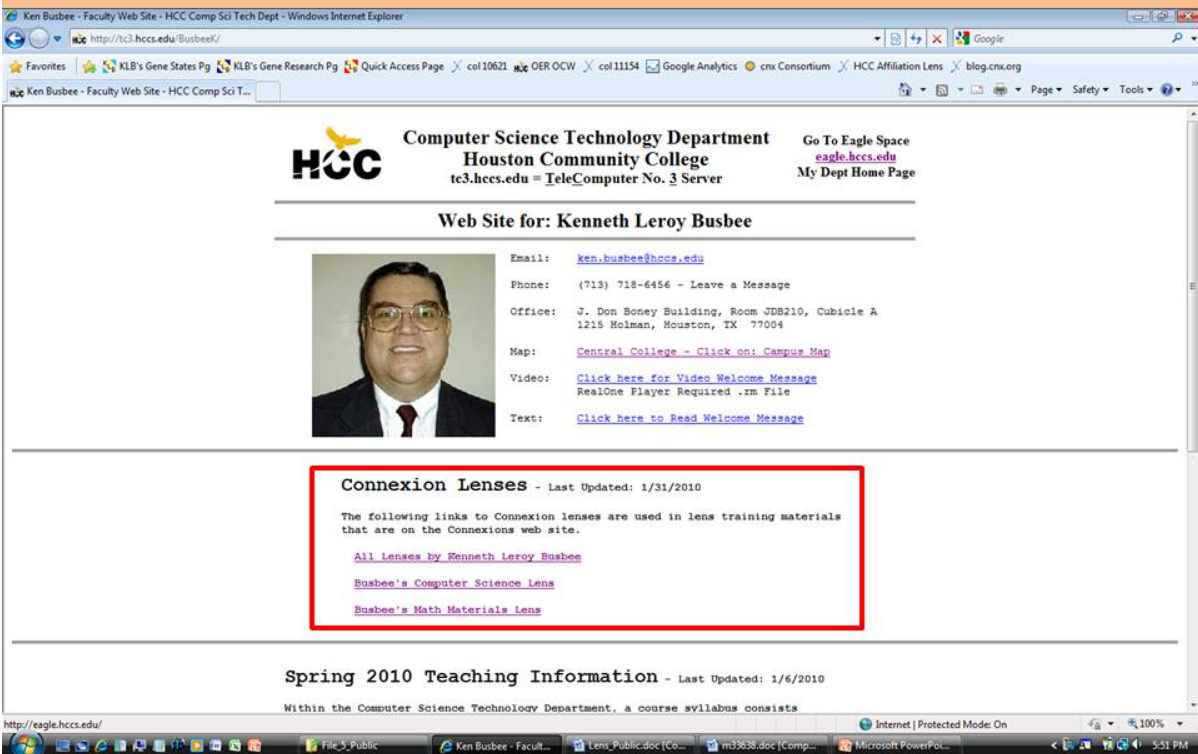 Ken Busbee - Faculty Web Site - HCC Comp Sci Tech Dept - Windows Internet Explorer
http://tc3.hccs.edu/BusbeeK/
Google
Favorites KLB's Gene States Pg KLB's Gene Research Pg Quick Access Page col10621 OER OCW col11154 Google Analytics cnx Consortium HCC Affiliation Lens blog.cnx.org
Ken Busbee - Faculty Web Site - HCC Comp Sci T...
Page Safety Tools
HCC
Computer Science Technology Department
Houston Community College
tc3.hccs.edu = TeleComputer No. 3 Server
Go To Eagle Space
eagle.hccs.edu
My Dept Home Page
Web Site for: Kenneth Leroy Busbee
Email: ken.busbee@hccs.edu
Phone: (713) 718-6456 - Leave a Message
Office: J. Don Boney Building, Room JDB210, Cubicle A
1215 Holman, Houston, TX 77004
Map: Central College - Click on: Campus Map
Video: Click here for Video Welcome Message
RealOne Player Required .rm File
Text: Click here to Read Welcome Message
Connexion Lenses - Last Updated: 1/31/2010
The following links to Connexion lenses are used in lens training materials
that are on the Connexions web site.
All Lenses by Kenneth Leroy Busbee
Busbee's Computer Science Lens
Busbee's Math Materials Lens
Spring 2010 Teaching Information - Last Updated: 1/6/2010
Within the Computer Science Technology Department, a course syllabus consists
http://eagle.hccs.edu/
Internet | Protected Mode: On
100%
File_5_Public
Ken Busbee - Facult...
Lens_Public.doc [Co...
m33638.doc [Comp...
Microsoft PowerPoi...
5:51 PM